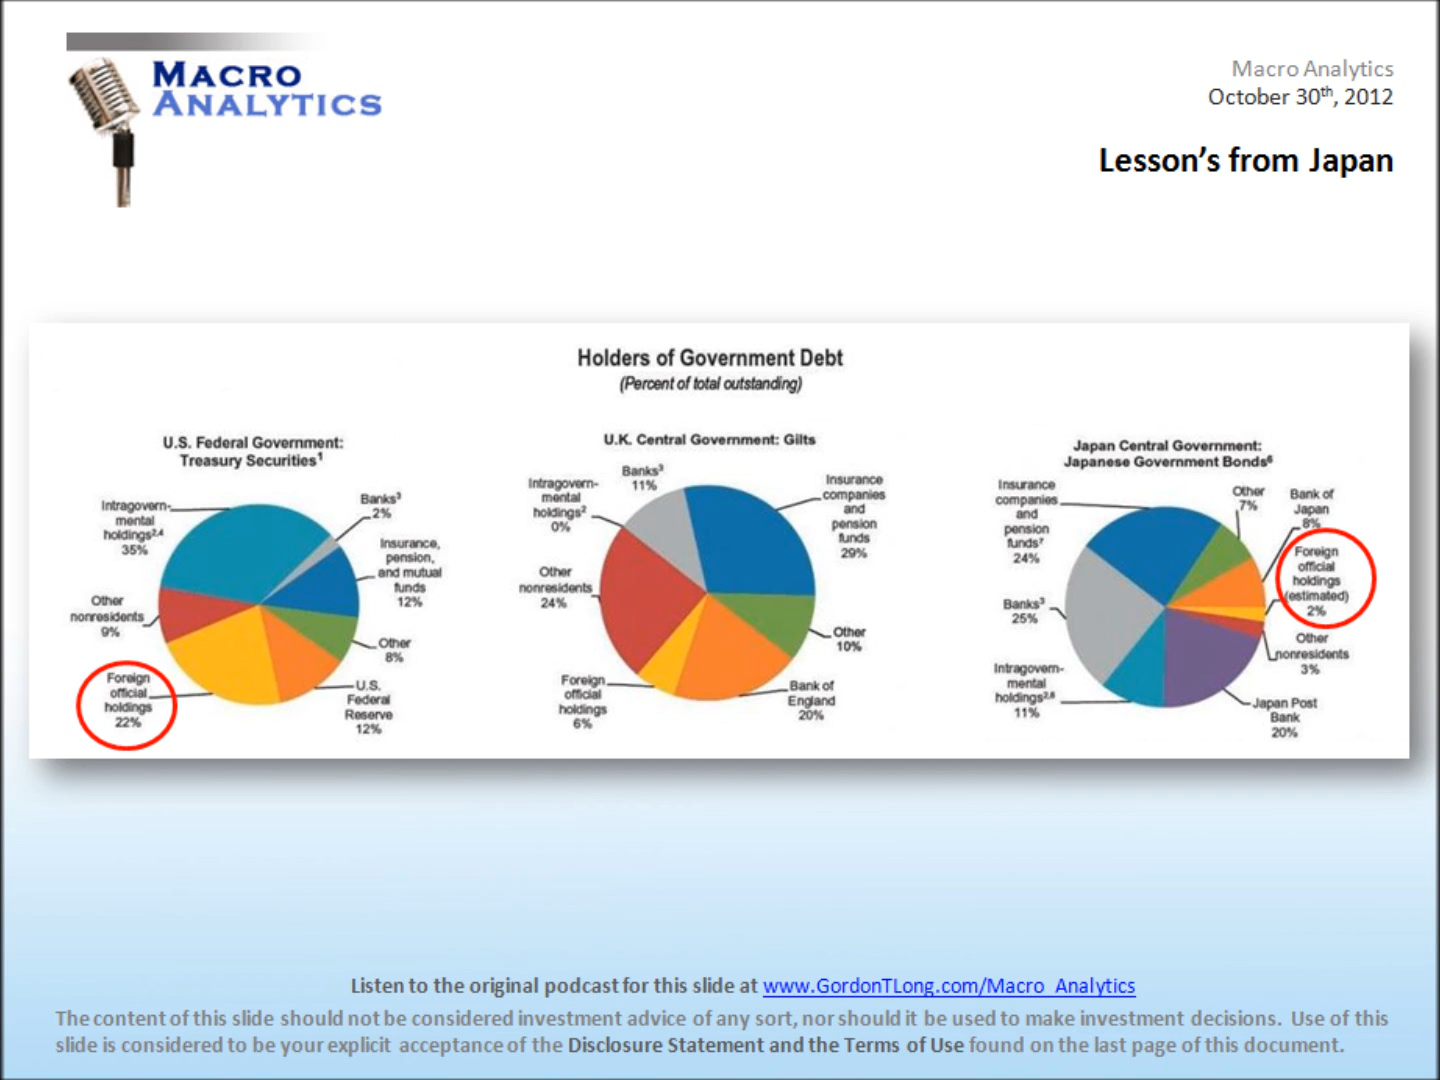 MACRO
ANALYTICS
Macro Analytics
October 30th, 2012
Lesson's from Japan
Holders of Government Debt
(Percent of total outstanding)
U.S. Federal Government:
Treasury Securities1
Intragovern-
mental
holdings2,4
35%
Banks3
2%
Insurance,
pension,
and mutual
funds
12%
Other
nonresidents
9%
Other
8%
Foreign
official
holdings
22%
U.S.
Federal
Reserve
12%
U.K. Central Government: Gilts
Intragovern-
mental
holdings2
0%
Banks3
11%
Insurance
companies
and
pension
funds
29%
Other
nonresidents
24%
Other
10%
Foreign
official
holdings
6%
Bank of
England
20%
Japan Central Government:
Japanese Government Bonds6
Insurance
companies
and
pension
funds7
24%
Other
7%
Bank of
Japan
8%
Foreign
official
holdings
(estimated)
2%
Banks3
25%
Other
nonresidents
3%
Intragovern-
mental
holdings2,8
11%
Japan Post
Bank
20%
Listen to the original podcast for this slide at www.GordonTLong.com/Macro_Analytics
The content of this slide should not be considered investment advice of any sort, nor should it be used to make investment decisions. Use of this
slide is considered to be your explicit acceptance of the Disclosure Statement and the Terms of Use found on the last page of this document.